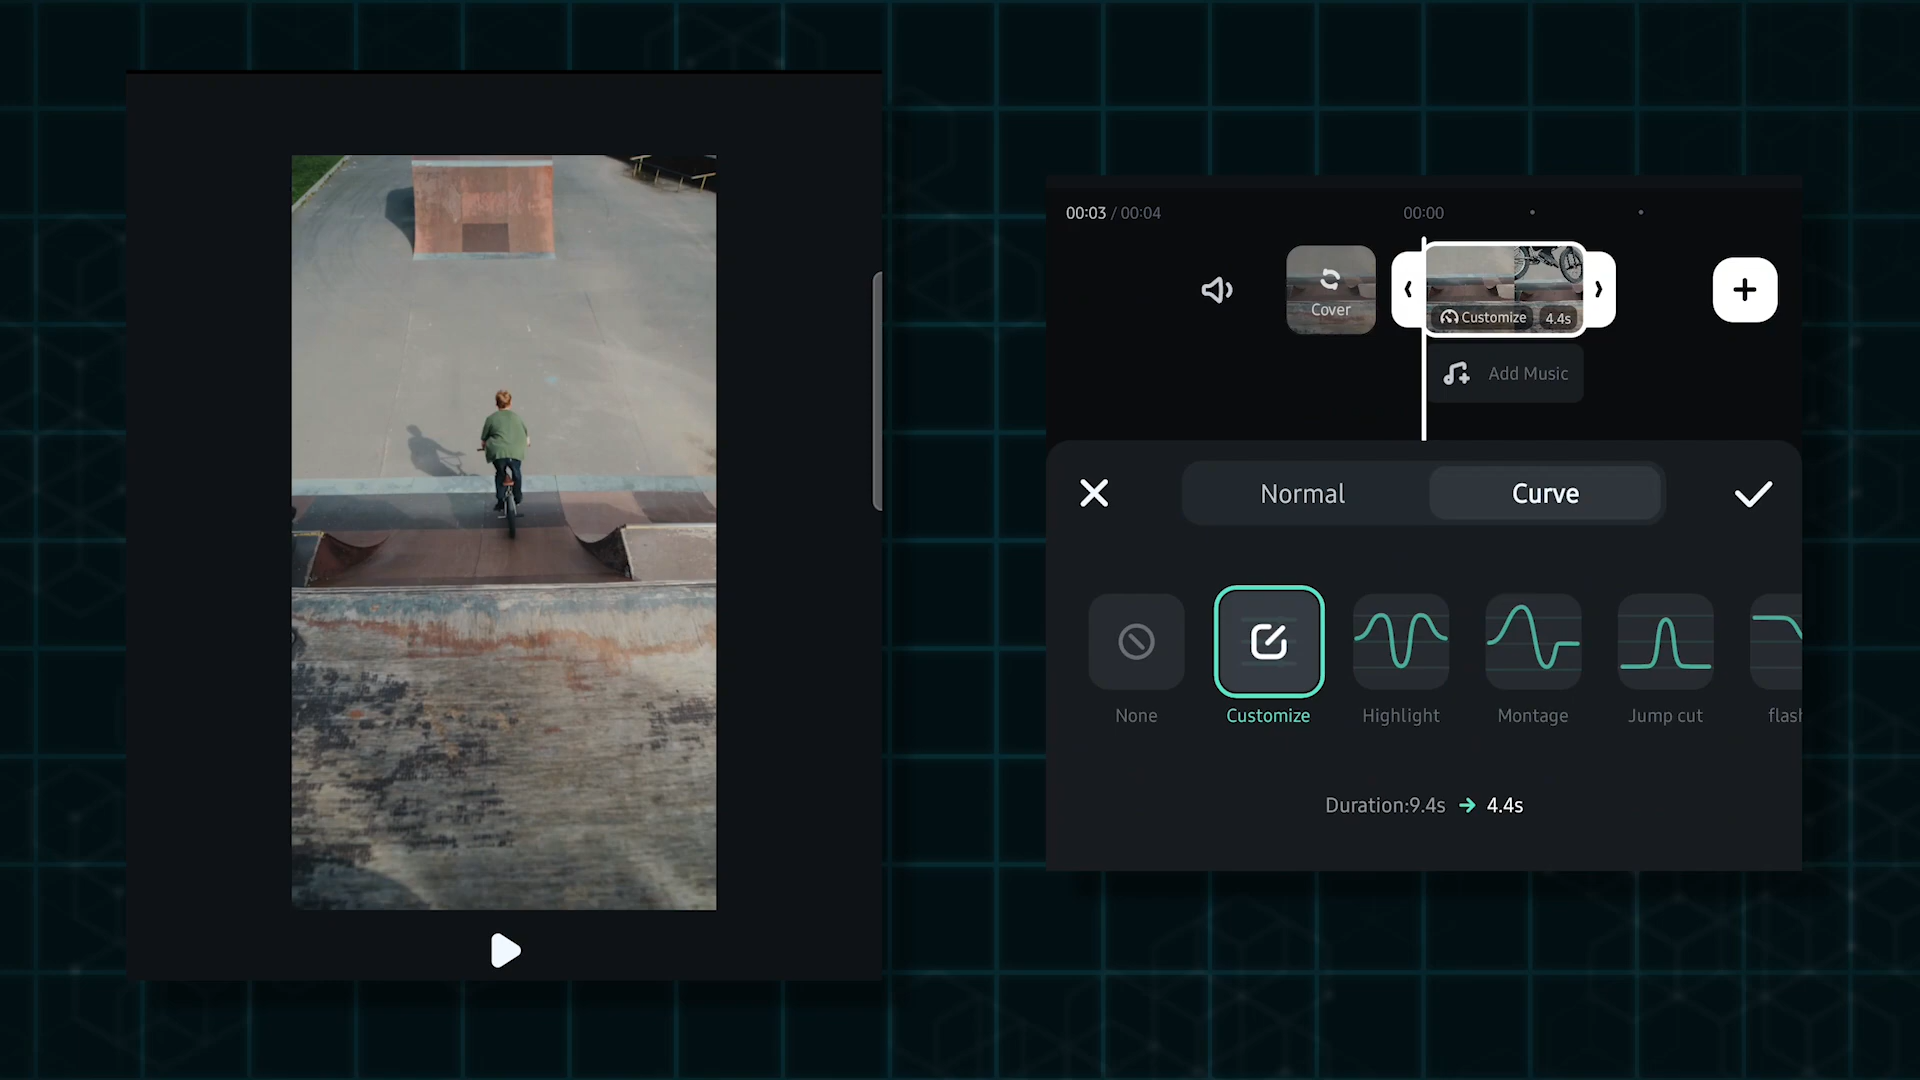 00:03 / 00:04
00:00
Cover
Customize
4.4s
Add Music
Normal
Curve
None
Customize
Highlight
Montage
Jump cut
flash
Duration:9.4s → 4.4s